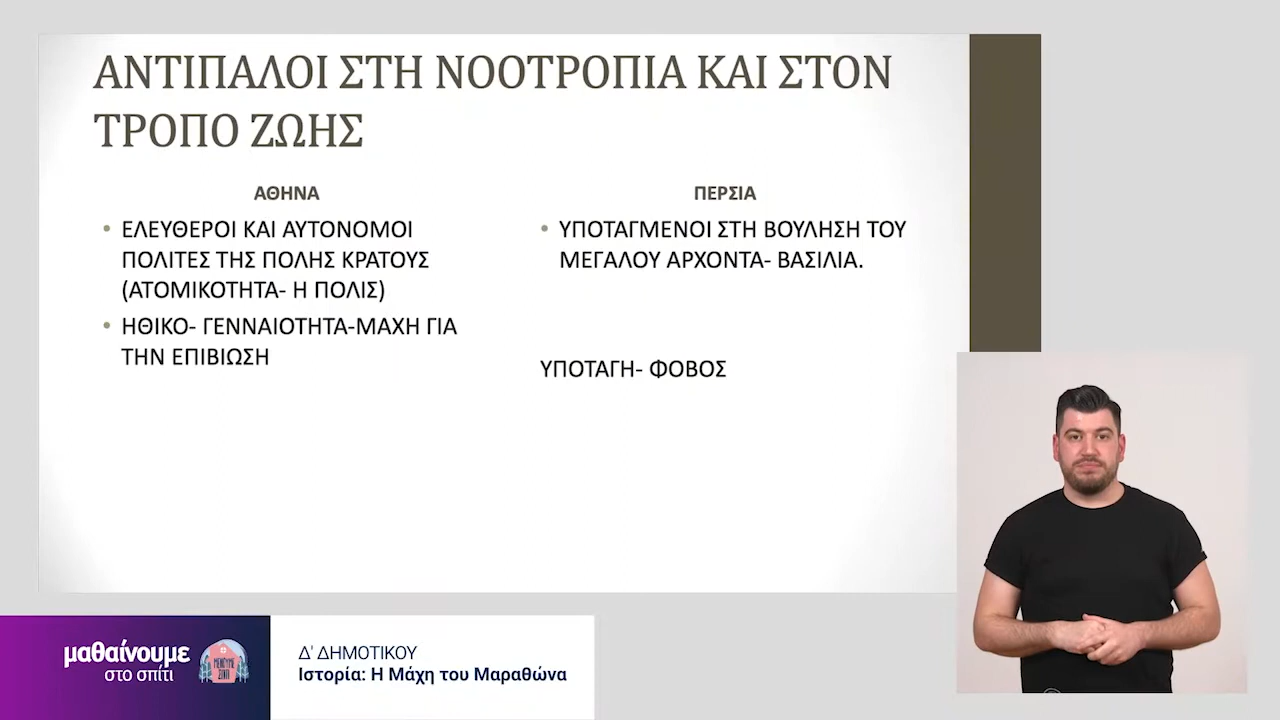 ΑΝΤΙΠΑΛΟΙ ΣΤΗ ΝΟΟΤΡΟΠΙΑ ΚΑΙ ΣΤΟΝ
ΤΡΟΠΟ ΖΩΗΣ
ΑΘΗΝΑ
• ΕΛΕΥΘΕΡΟΙ ΚΑΙ ΑΥΤΟΝΟΜΟΙ
ΠΟΛΙΤΕΣ ΤΗΣ ΠΟΛΗΣ ΚΡΑΤΟΥΣ
(ΑΤΟΜΙΚΟΤΗΤΑ- Η ΠΟΛΙΣ)
• ΗΘΙΚΟ- ΓΕΝΝΑΙΟΤΗΤΑ-ΜΑΧΗ ΓΙΑ
ΤΗΝ ΕΠΙΒΙΩΣΗ
ΠΕΡΣΙΑ
• ΥΠΟΤΑΓΜΕΝΟΙ ΣΤΗ ΒΟΥΛΗΣΗ ΤΟΥ
ΜΕΓΑΛΟΥ ΑΡΧΟΝΤΑ- ΒΑΣΙΛΙΑ.
ΥΠΟΤΑΓΗ- ΦΟΒΟΣ
μαθαίνουμε
στο σπίτι
ΜΕΝΟΥΜΕ
ΣΠΙΤΙ
Δ' ΔΗΜΟΤΙΚΟΥ
Ιστορία: Η Μάχη του Μαραθώνα